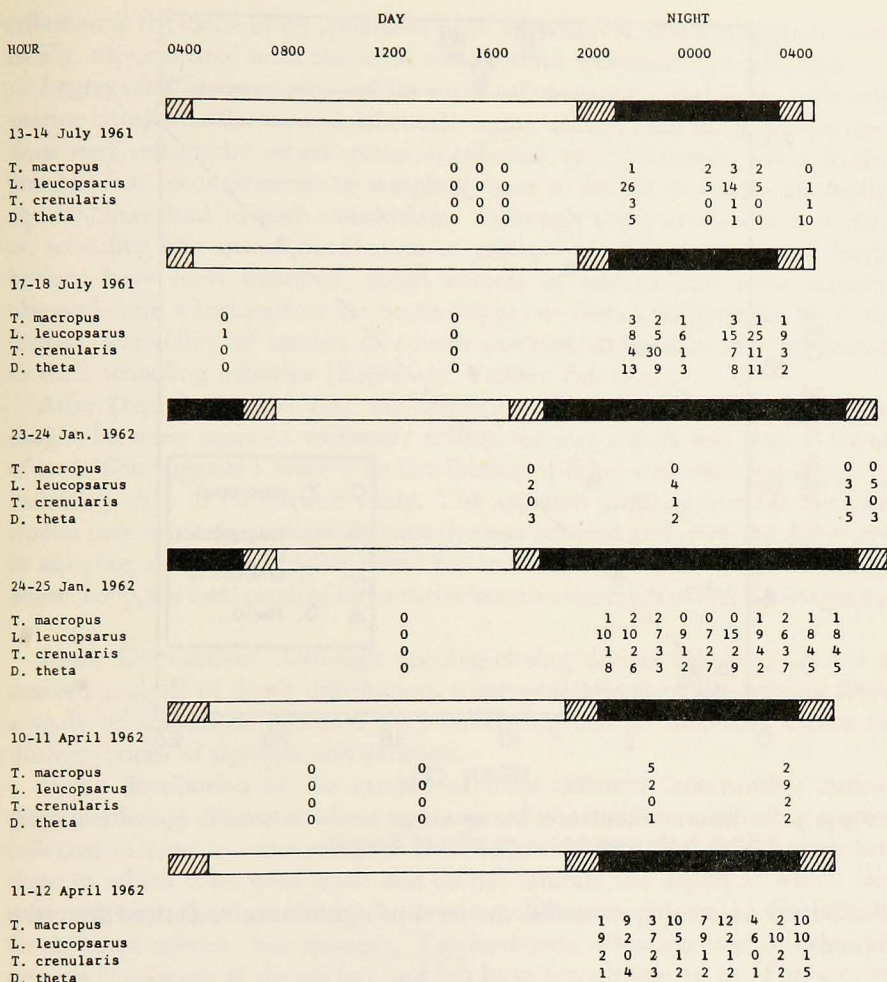 DAY NIGHT
HOUR 0400 0800 1200 1600 2000 0000 0400
13-14 July 1961
T. macropus 0 0 0 1 2 3 2 0
L. leucopsarus 0 0 0 26 5 14 5 1
T. crenularis 0 0 0 3 0 1 0 1
D. theta 0 0 0 5 0 1 0 10
17-18 July 1961
T. macropus 0 0 3 2 1 3 1 1
L. leucopsarus 1 0 8 5 6 15 25 9
T. crenularis 0 0 4 30 1 7 11 3
D. theta 0 0 13 9 3 8 11 2
23-24 Jan. 1962
T. macropus 0 0 0 0
L. leucopsarus 2 4 3 5
T. crenularis 0 1 1 0
D. theta 3 2 5 3
24-25 Jan. 1962
T. macropus 0 1 2 2 0 0 0 1 2 1 1
L. leucopsarus 0 10 10 7 9 7 15 9 6 8 8
T. crenularis 0 1 2 3 1 2 2 4 3 4 4
D. theta 0 8 6 3 2 7 9 2 7 5 5
10-11 April 1962
T. macropus 0 0 5 2
L. leucopsarus 0 0 2 9
T. crenularis 0 0 0 2
D. theta 0 0 1 2
11-12 April 1962
T. macropus 1 9 3 10 7 12 4 2 10
L. leucopsarus 9 2 7 5 9 2 6 10 10
T. crenularis 2 0 2 1 1 1 0 2 1
D. theta 1 4 3 2 2 2 1 2 5